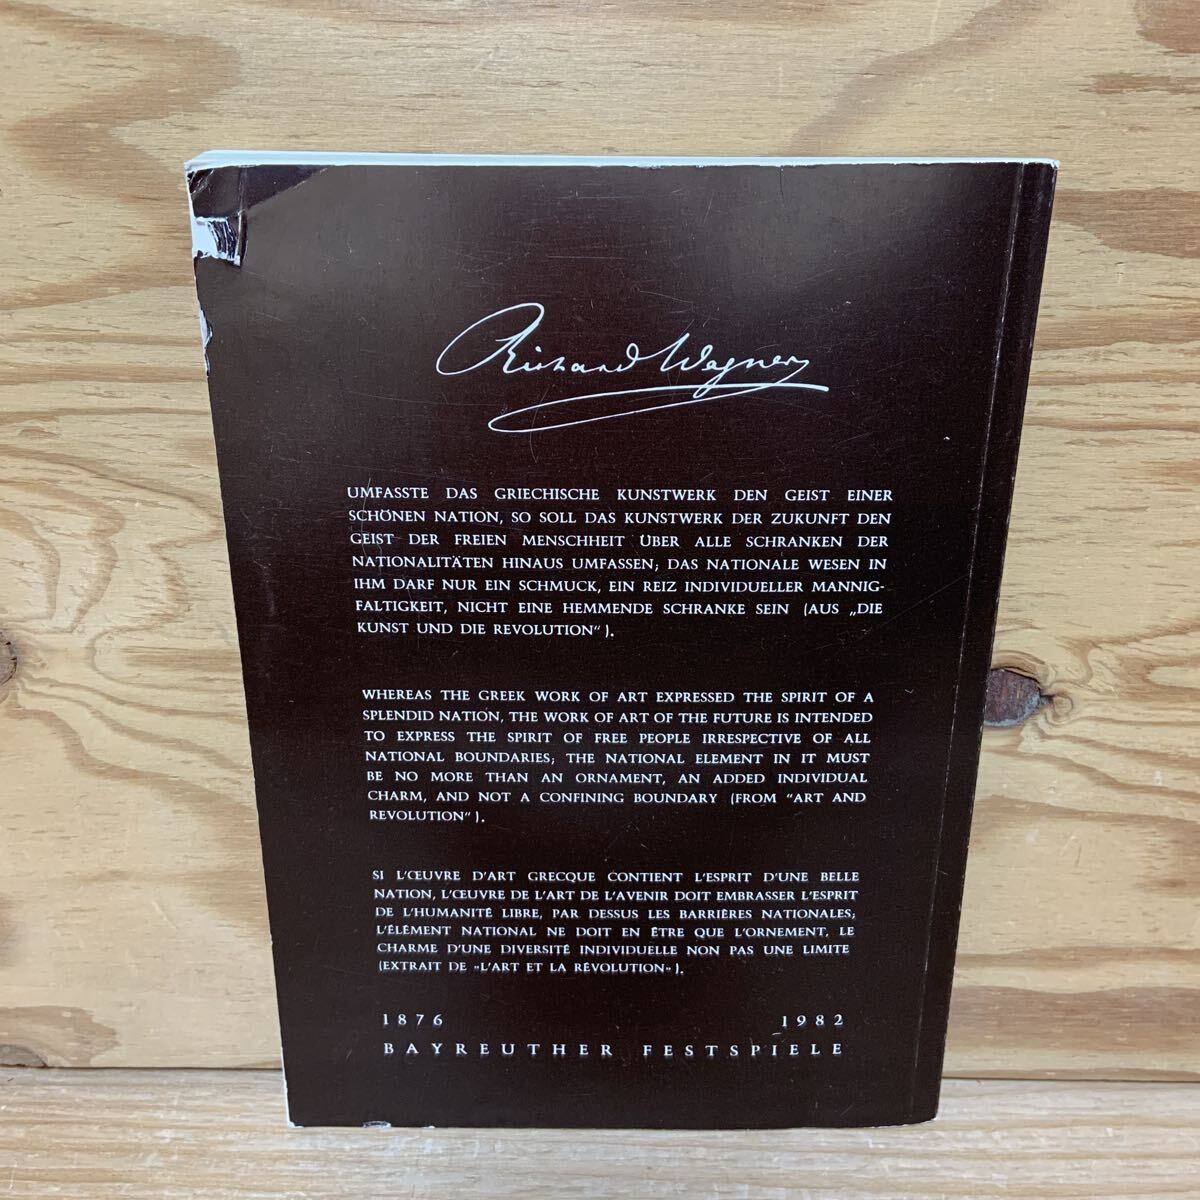 Richard Wagner
UMFASSTE DAS GRIECHISCHE KUNSTWERK DEN GEIST EINER
SCHÖNEN NATION, SO SOLL DAS KUNSTWERK DER ZUKUNFT DEN
GEIST DER FREIEN MENSCHHEIT ÜBER ALLE SCHRANKEN DER
NATIONALITÄTEN HINAUS UMFASSEN; DAS NATIONALE WESEN IN
IHM DARF NUR EIN SCHMUCK, EIN REIZ INDIVIDUELLER MANNIG-
FALTIGKEIT, NICHT EINE HEMMENDE SCHRANKE SEIN (AUS „DIE
KUNST UND DIE REVOLUTION“).
WHEREAS THE GREEK WORK OF ART EXPRESSED THE SPIRIT OF A
SPLENDID NATION, THE WORK OF ART OF THE FUTURE IS INTENDED
TO EXPRESS THE SPIRIT OF FREE PEOPLE IRRESPECTIVE OF ALL
NATIONAL BOUNDARIES; THE NATIONAL ELEMENT IN IT MUST
BE NO MORE THAN AN ORNAMENT, AN ADDED INDIVIDUAL
CHARM, AND NOT A CONFINING BOUNDARY (FROM “ART AND
REVOLUTION“).
SI L'ŒUVRE D'ART GRECQUE CONTIENT L'ESPRIT D'UNE BELLE
NATION, L'ŒUVRE DE L'ART DE L'AVENIR DOIT EMBRASSER L'ESPRIT
DE L'HUMANITÉ LIBRE, PAR DESSUS LES BARRIÈRES NATIONALES;
L'ÉLÉMENT NATIONAL NE DOIT EN ÊTRE QUE L'ORNEMENT, LE
CHARME D'UNE DIVERSITÉ INDIVIDUELLE NON PAS UNE LIMITE
(EXTRAIT DE «L'ART ET LA RÉVOLUTION»).
1876 1982
BAYREUTHER FESTSPIELE